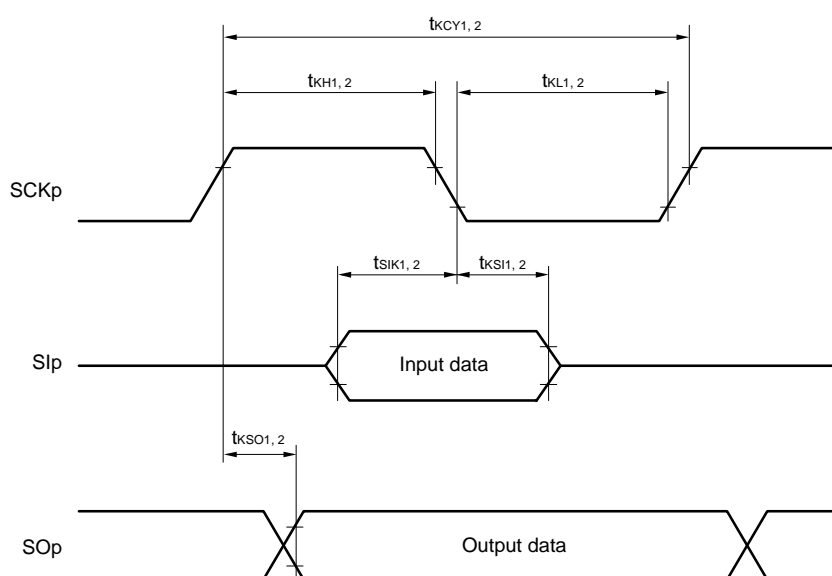 tKCY1, 2
tKH1, 2
tKL1, 2
SCKp
tSIK1, 2
tKSI1, 2
SIp
Input data
tKSO1, 2
SOp
Output data